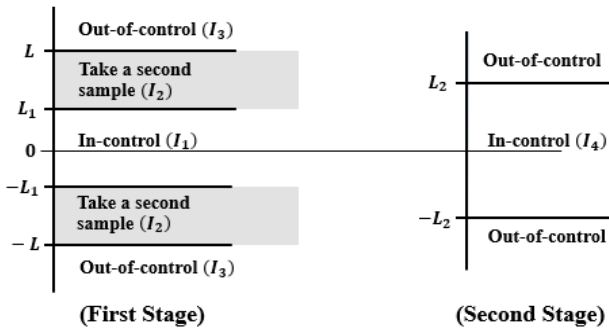 Out-of-control (I₃)
L
Take a second
sample (I₂)
L₁
In-control (I₁)
0
−L₁
Take a second
sample (I₂)
− L
Out-of-control (I₃)
(First Stage)
Out-of-control
L₂
In-control (I₄)
−L₂
Out-of-control
(Second Stage)